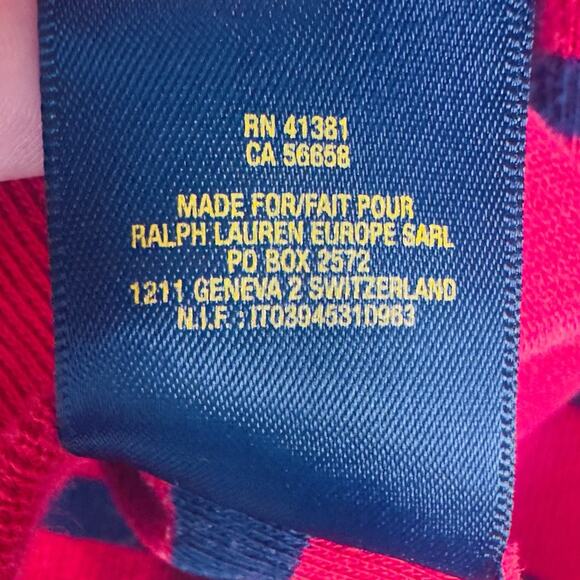 RN 41381
CA 56658
MADE FOR/FAIT POUR
RALPH LAUREN EUROPE SARL
PO BOX 2572
1211 GENEVA 2 SWITZERLAND
N.I.F. : IT0394531D963